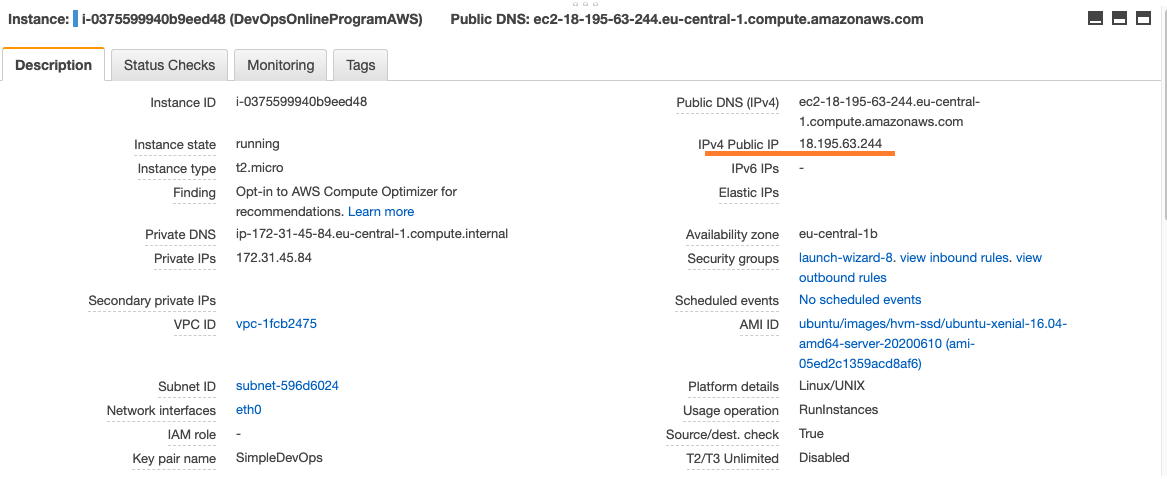 Instance: i-0375599940b9eed48 (DevOpsOnlineProgramAWS) Public DNS: ec2-18-195-63-244.eu-central-1.compute.amazonaws.com
Description Status Checks Monitoring Tags
Instance ID i-0375599940b9eed48
Instance state running
Instance type t2.micro
Finding Opt-in to AWS Compute Optimizer for
recommendations. Learn more
Private DNS ip-172-31-45-84.eu-central-1.compute.internal
Private IPs 172.31.45.84
Secondary private IPs
VPC ID vpc-1fcb2475
Subnet ID subnet-596d6024
Network interfaces eth0
IAM role -
Key pair name SimpleDevOps
Public DNS (IPv4) ec2-18-195-63-244.eu-central-
1.compute.amazonaws.com
IPv4 Public IP 18.195.63.244
IPv6 IPs -
Elastic IPs
Availability zone eu-central-1b
Security groups launch-wizard-8. view inbound rules. view
outbound rules
Scheduled events No scheduled events
AMI ID ubuntu/images/hvm-ssd/ubuntu-xenial-16.04-
amd64-server-20200610 (ami-
05ed2c1359acd8af6)
Platform details Linux/UNIX
Usage operation RunInstances
Source/dest. check True
T2/T3 Unlimited Disabled